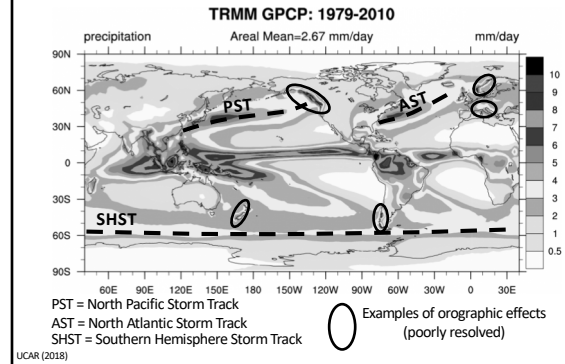 TRMM GPCP: 1979-2010
precipitation Areal Mean=2.67 mm/day mm/day
90N
60N
30N
0
30S
60S
90S
PST
AST
SHST
10
9
8
7
6
5
4
3
2
1
0.5
60E 90E 120E 150E 180 150W 120W 90W 60W 30W 0 30E
PST = North Pacific Storm Track
AST = North Atlantic Storm Track
SHST = Southern Hemisphere Storm Track
Examples of orographic effects
(poorly resolved)
UCAR (2018)